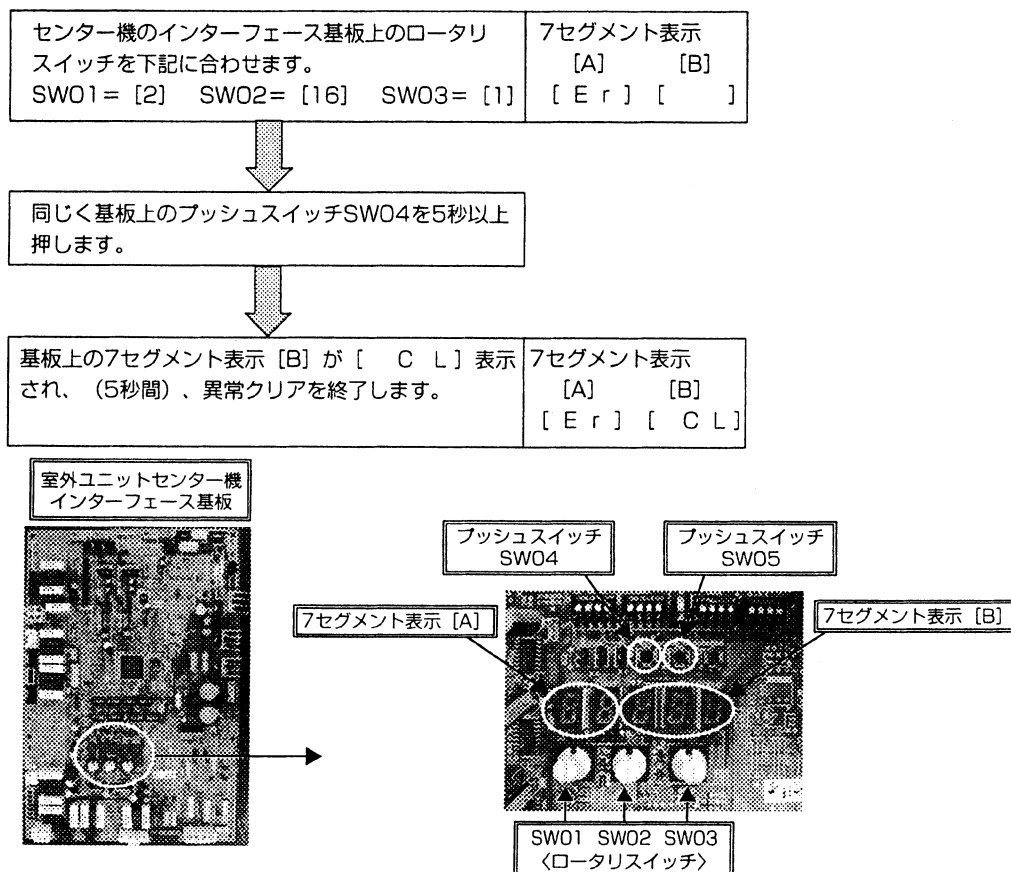 センター機のインターフェース基板上のロータリ
スイッチを下記に合わせます。
SW01= [2] SW02= [16] SW03= [1]
7セグメント表示
[A] [B]
[ E r ] [ ]
同じく基板上のプッシュスイッチSW04を5秒以上
押します。
基板上の7セグメント表示 [B] が [ C L] 表示
され、（5秒間）、異常クリアを終了します。
7セグメント表示
[A] [B]
[ E r ] [ C L]
室外ユニットセンター機
インターフェース基板
プッシュスイッチ
SW04
プッシュスイッチ
SW05
7セグメント表示 [A]
7セグメント表示 [B]
SW01 SW02 SW03
〈ロータリスイッチ〉